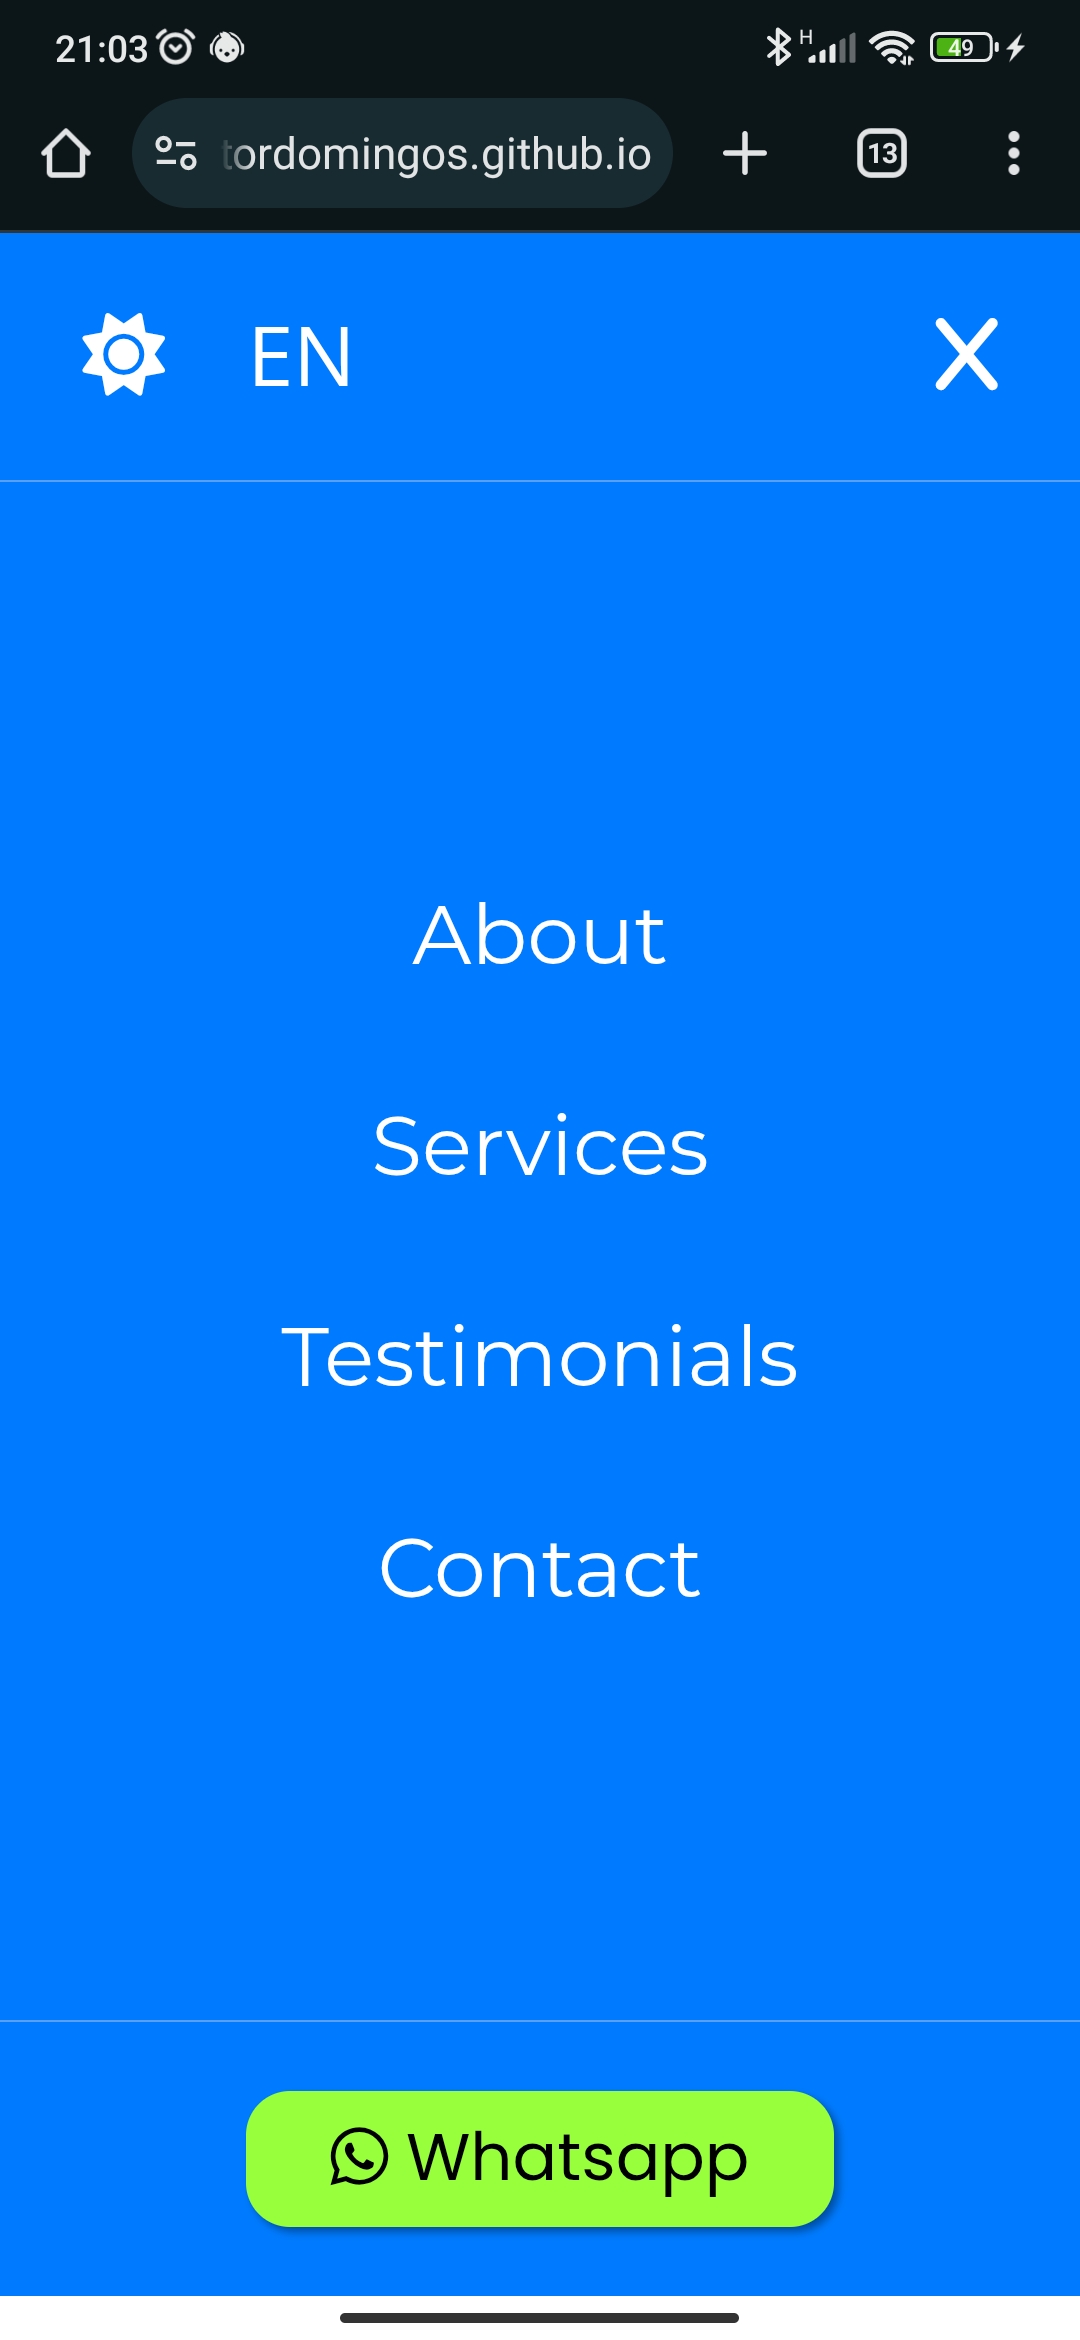 21:03
H
49
tordomingos.github.io
13
EN
About
Services
Testimonials
Contact
Whatsapp